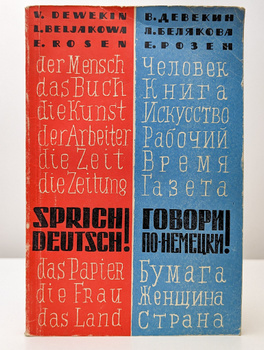 V. DEWEKIN
L. BELJAKOWA
E. ROSEN
der Mensch
das Buch
die Kunst
der Arbeiter
die Zeit
die Zeitung
SPRICH
DEUTSCH!
das Papier
die Frau
das Land
В. ДЕВЕКИН
Л. БЕЛЯКОВА
Е. РОЗЕН
Человек
Книга
Искусство
Рабочий
Время
Газета
ГОВОРИ
ПО-НЕМЕЦКИ!
Бумага
Женщина
Страна